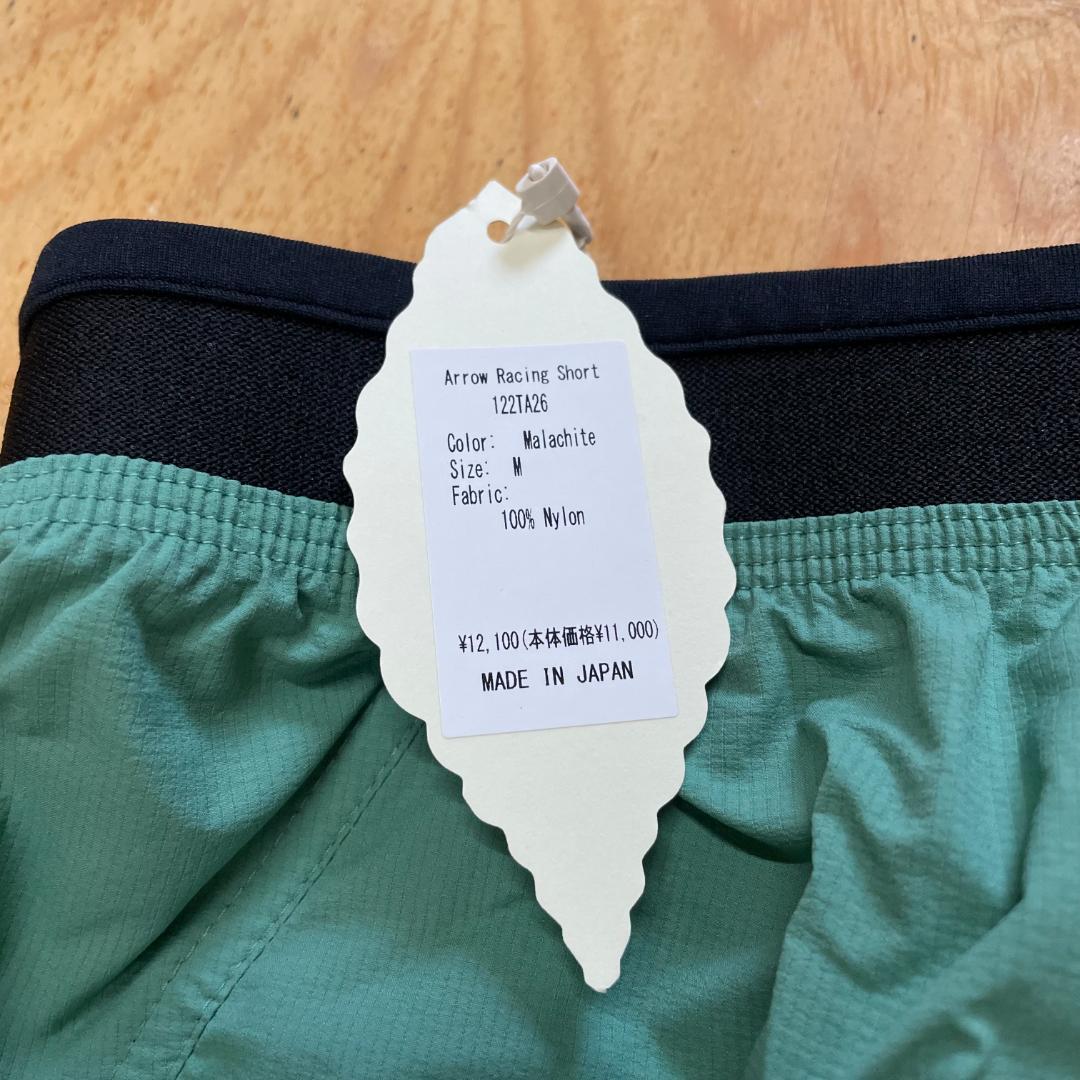 Arrow Racing Short
122TA26
Color: Malachite
Size: M
Fabric:
100% Nylon
¥12,100(本体価格¥11,000)
MADE IN JAPAN